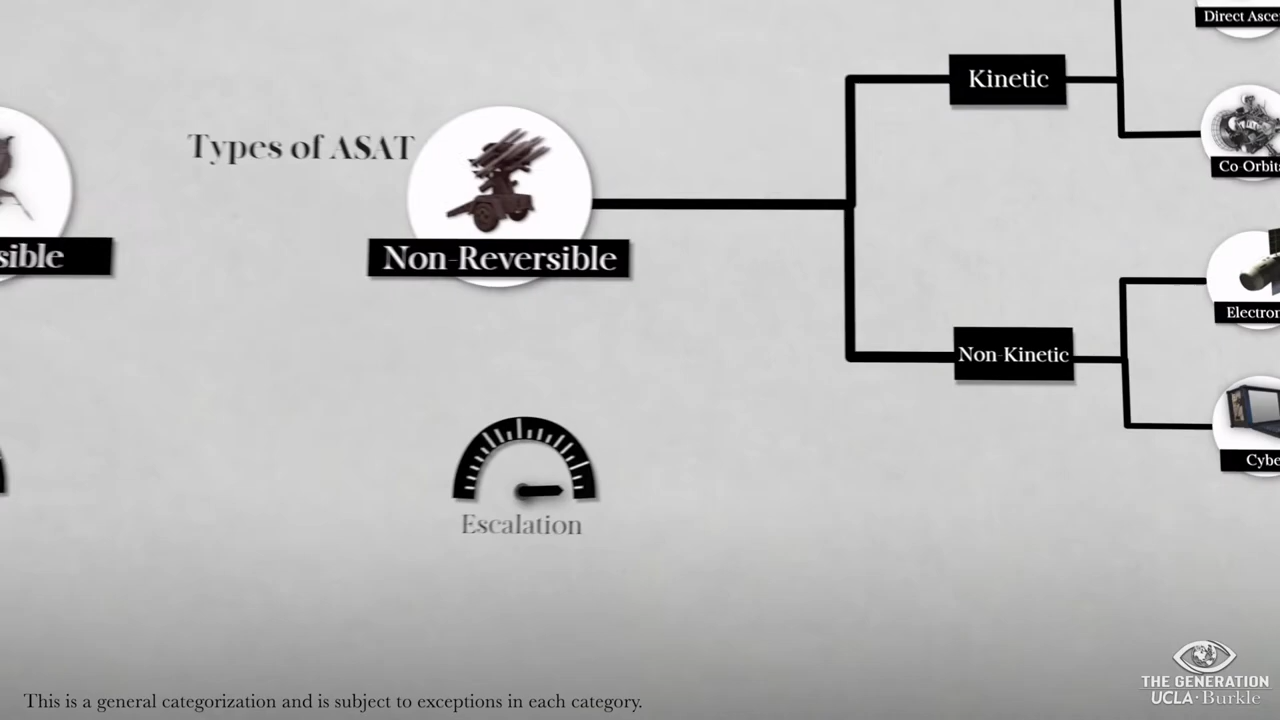 Direct Asce
Kinetic
Types of ASAT
Co Orbit
sible
Non-Reversible
Electron
Non-Kinetic
Cybe
Escalation
THE GENERATION
UCLA·Burkle
This is a general categorization and is subject to exceptions in each category.